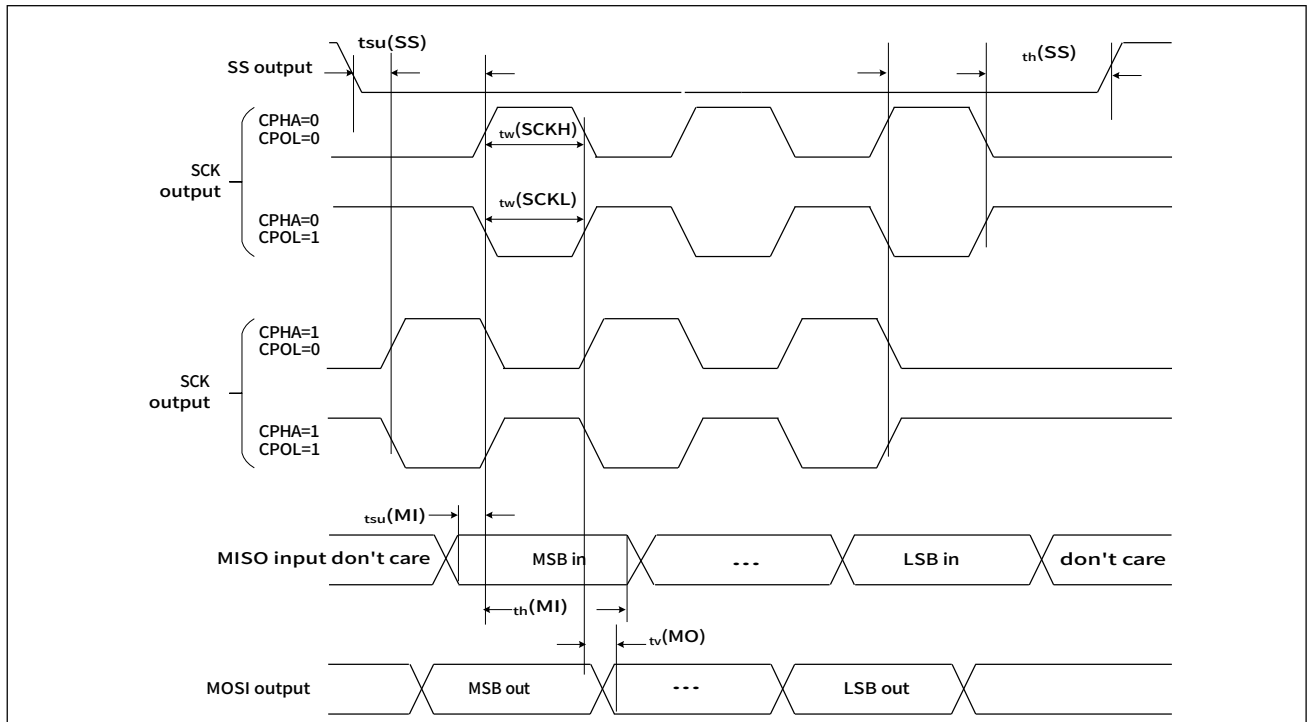 tsu(SS)
SS output
th(SS)
CPHA=0
CPOL=0
tw(SCKH)
SCK
output
tw(SCKL)
CPHA=0
CPOL=1
CPHA=1
CPOL=0
SCK
output
CPHA=1
CPOL=1
tsu(MI)
MISO input don't care
MSB in
...
LSB in
don't care
th(MI)
tv(MO)
MOSI output
MSB out
...
LSB out